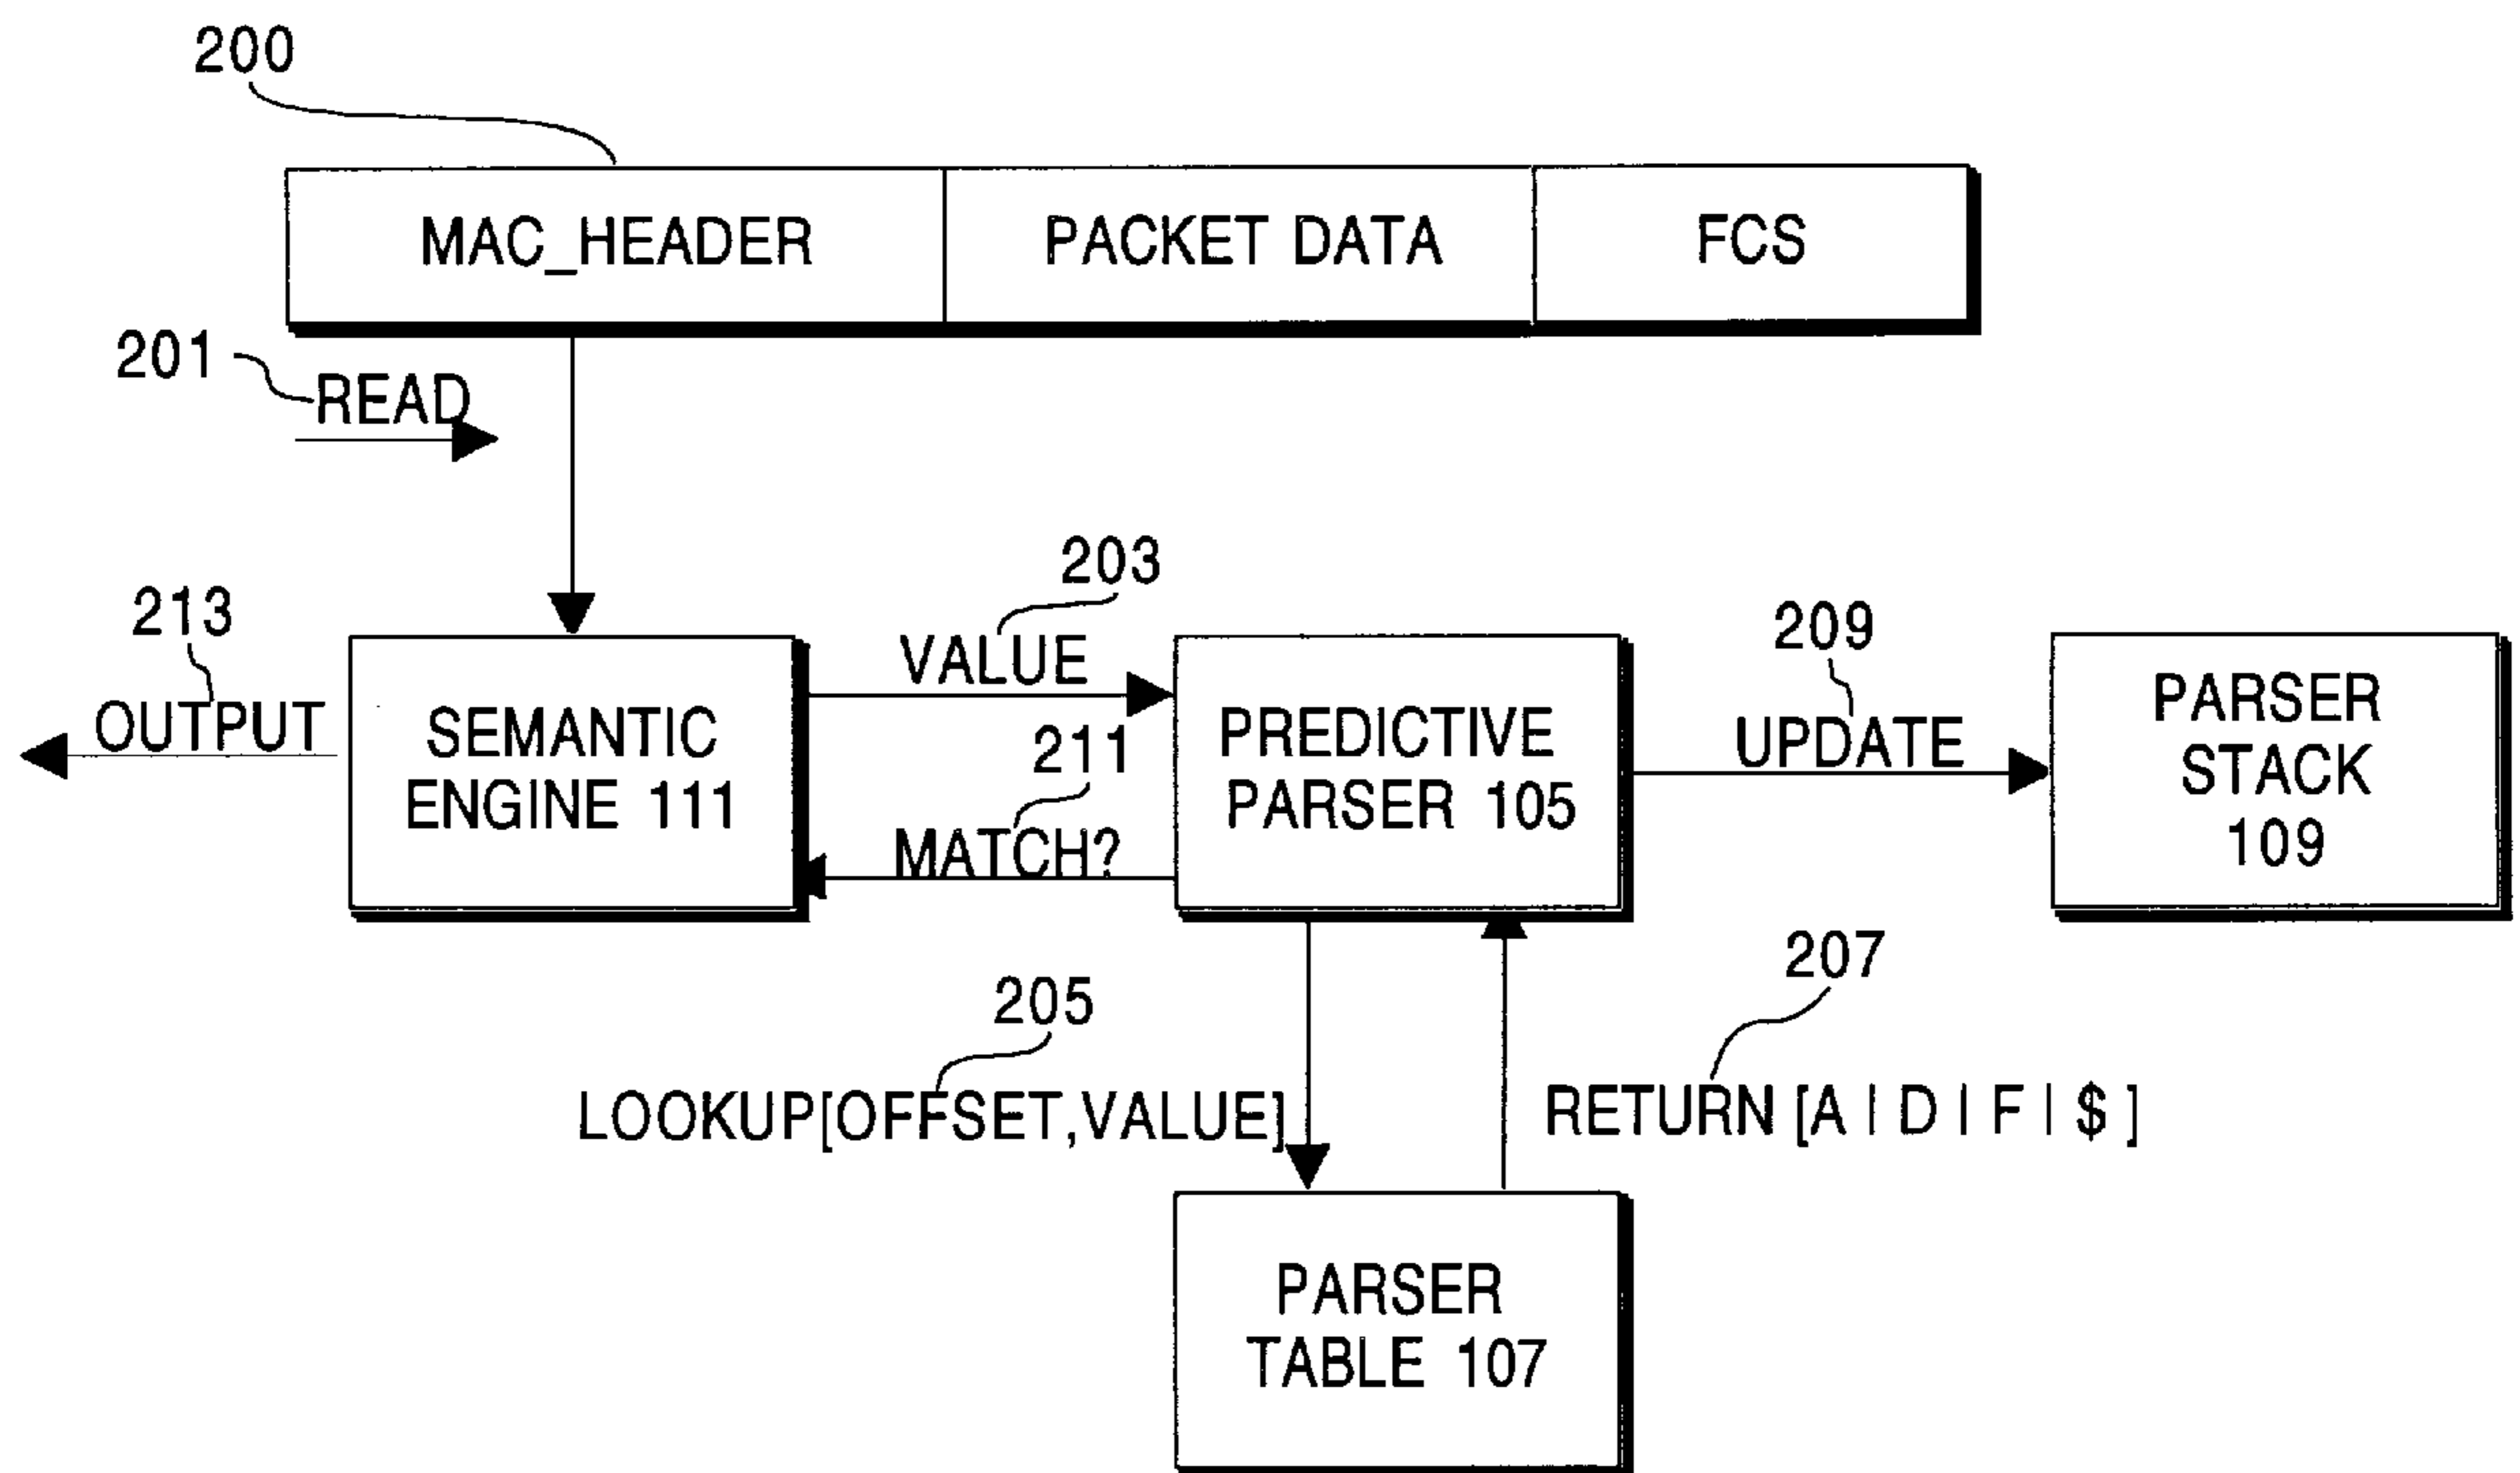 200
MAC_HEADER
PACKET DATA
FCS
201
READ
203
213
VALUE
209
OUTPUT
SEMANTIC
ENGINE 111
211
MATCH?
PREDICTIVE
PARSER 105
UPDATE
PARSER
STACK
109
205
207
LOOKUP[OFFSET,VALUE]
RETURN [A | D | F | $ ]
PARSER
TABLE 107